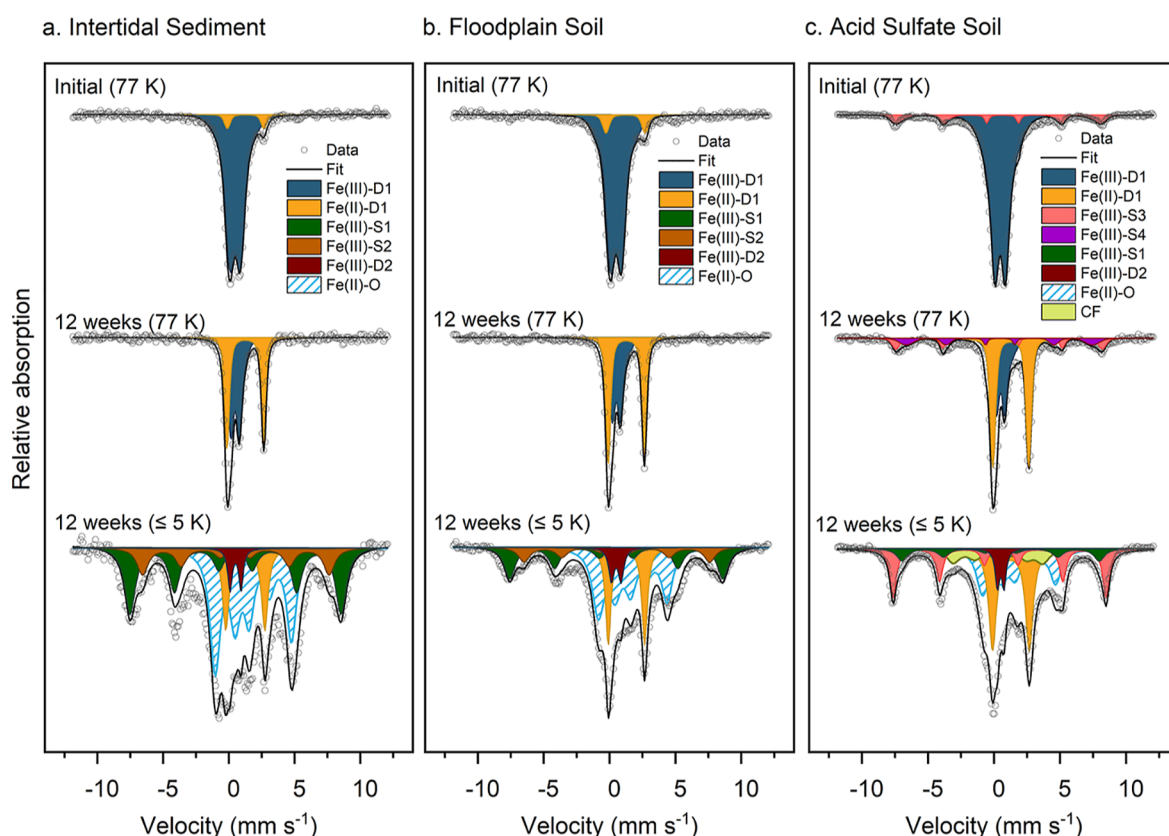 a. Intertidal Sediment
Initial (77 K)
Data
Fit
Fe(III)-D1
Fe(II)-D1
Fe(III)-S1
Fe(III)-S2
Fe(III)-D2
Fe(II)-O
12 weeks (77 K)
12 weeks (≤ 5 K)
-10 -5 0 5 10
Velocity (mm s⁻¹)
Relative absorption
b. Floodplain Soil
Initial (77 K)
Data
Fit
Fe(III)-D1
Fe(II)-D1
Fe(III)-S1
Fe(III)-S2
Fe(III)-D2
Fe(II)-O
12 weeks (77 K)
12 weeks (≤ 5 K)
-10 -5 0 5 10
Velocity (mm s⁻¹)
c. Acid Sulfate Soil
Initial (77 K)
Data
Fit
Fe(III)-D1
Fe(II)-D1
Fe(III)-S3
Fe(III)-S4
Fe(III)-S1
Fe(III)-D2
Fe(II)-O
CF
12 weeks (77 K)
12 weeks (≤ 5 K)
-10 -5 0 5 10
Velocity (mm s⁻¹)